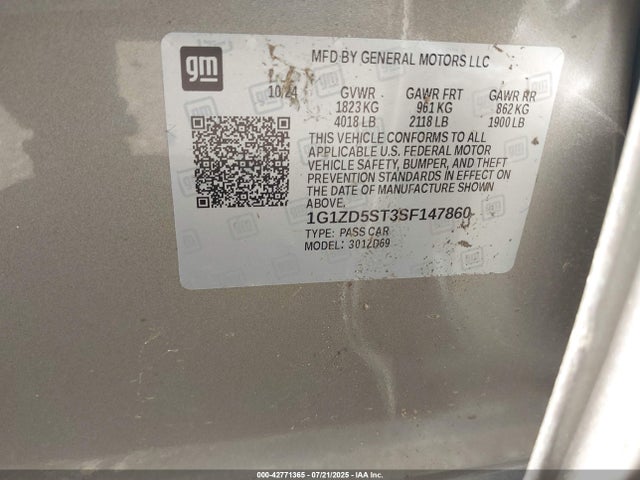 gm
MFD BY GENERAL MOTORS LLC
10/24 GVWR GAWR FRT GAWR RR
1823 KG 961 KG 862 KG
4018 LB 2118 LB 1900 LB
THIS VEHICLE CONFORMS TO ALL
APPLICABLE U.S. FEDERAL MOTOR
VEHICLE SAFETY, BUMPER, AND THEFT
PREVENTION STANDARDS IN EFFECT ON
THE DATE OF MANUFACTURE SHOWN
ABOVE.
1G1ZD5ST3SF147860
TYPE: PASS CAR
MODEL: 301ZD69
000-42771365 - 07/21/2025 - IAA Inc.